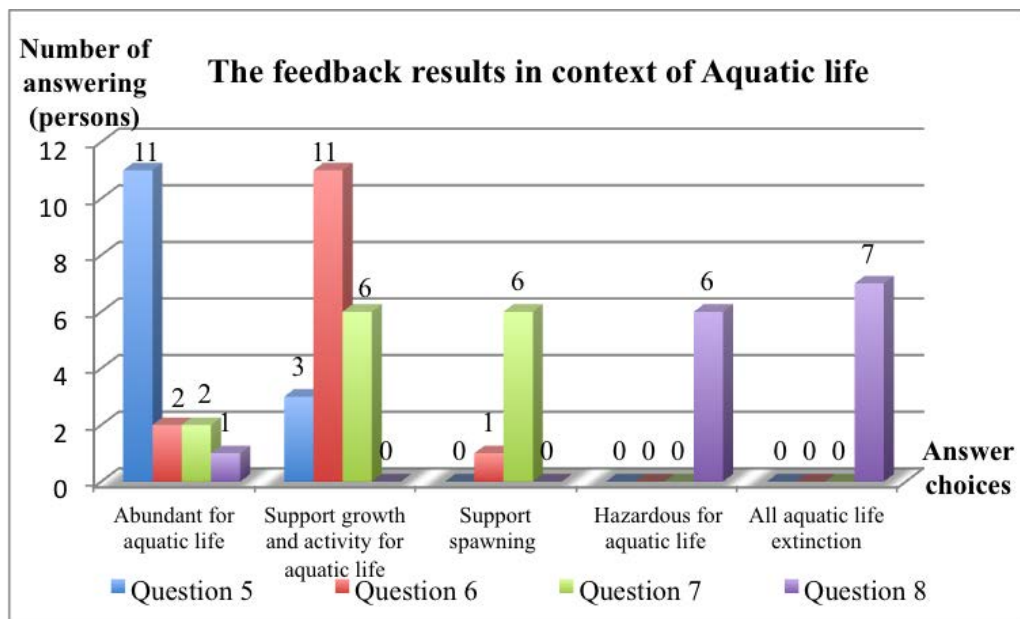 Number of
answering
(persons)
The feedback results in context of Aquatic life
12
10
8
6
4
2
0
11
2
2
1
3
11
6
0
0
1
6
0
0
0
0
6
0
0
0
7
Abundant for
aquatic life
Support growth
and activity for
aquatic life
Support
spawning
Hazardous for
aquatic life
All aquatic life
extinction
Answer
choices
Question 5
Question 6
Question 7
Question 8